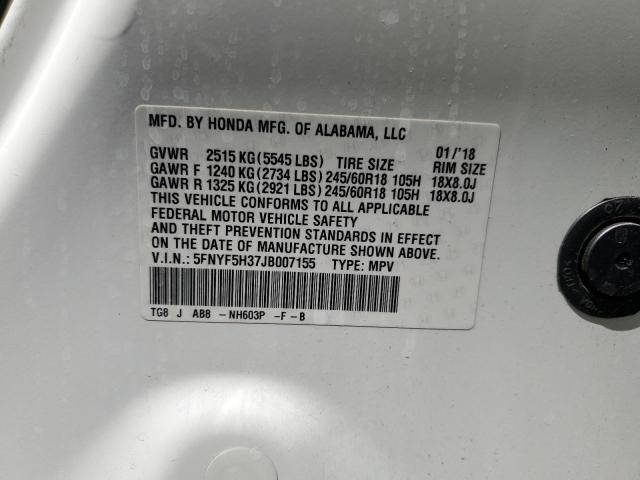 MFD. BY HONDA MFG. OF ALABAMA, LLC 01/'18
GVWR 2515 KG(5545 LBS) TIRE SIZE RIM SIZE
GAWR F 1240 KG(2734 LBS)245/60R18 105H 18X8.0J
GAWR R 1325 KG(2921 LBS)245/60R18 105H 18X8.0J
THIS VEHICLE CONFORMS TO ALL APPLICABLE
FEDERAL MOTOR VEHICLE SAFETY
AND THEFT PREVENTION STANDARDS IN EFFECT
ON THE DATE OF MANUFACTURE SHOWN ABOVE.
V.I.N.: 5FNYF5H37JB007155 TYPE: MPV
TG8 J AB8 -NH603P -F-B